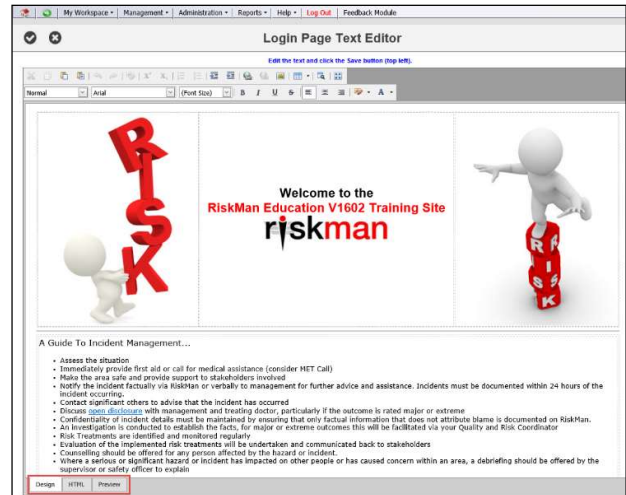 My Workspace Management Administration Reports Help Log Out Feedback Module
Login Page Text Editor
Edit the text and click the Save button (top left).
Normal Arial (Font Size) B I U S A
RISK
Welcome to the
RiskMan Education V1602 Training Site
riskman
R R
I
S S
K
A Guide To Incident Management...
• Assess the situation
• Immediately provide first aid or call for medical assistance (consider MET Call)
• Make the area safe and provide support to stakeholders involved
• Notify the incident factually via RiskMan or verbally to management for further advice and assistance. Incidents must be documented within 24 hours of the
incident occurring.
• Contact significant others to advise that the incident has occurred
• Discuss open disclosure with management and treating doctor, particularly if the outcome is rated major or extreme
• Confidentiality of incident details must be maintained by ensuring that only factual information that does not attribute blame is documented on RiskMan.
• An investigation is conducted to establish the facts, for major or extreme outcomes this will be facilitated via your Quality and Risk Coordinator
• Risk Treatments are identified and monitored regularly
• Evaluation of the implemented risk treatments will be undertaken and communicated back to stakeholders
• Counselling should be offered for any person affected by the hazard or incident.
• Where a serious or significant hazard or incident has impacted on other people or has caused concern within an area, a debriefing should be offered by the
supervisor or safety officer to explain
Design HTML Preview